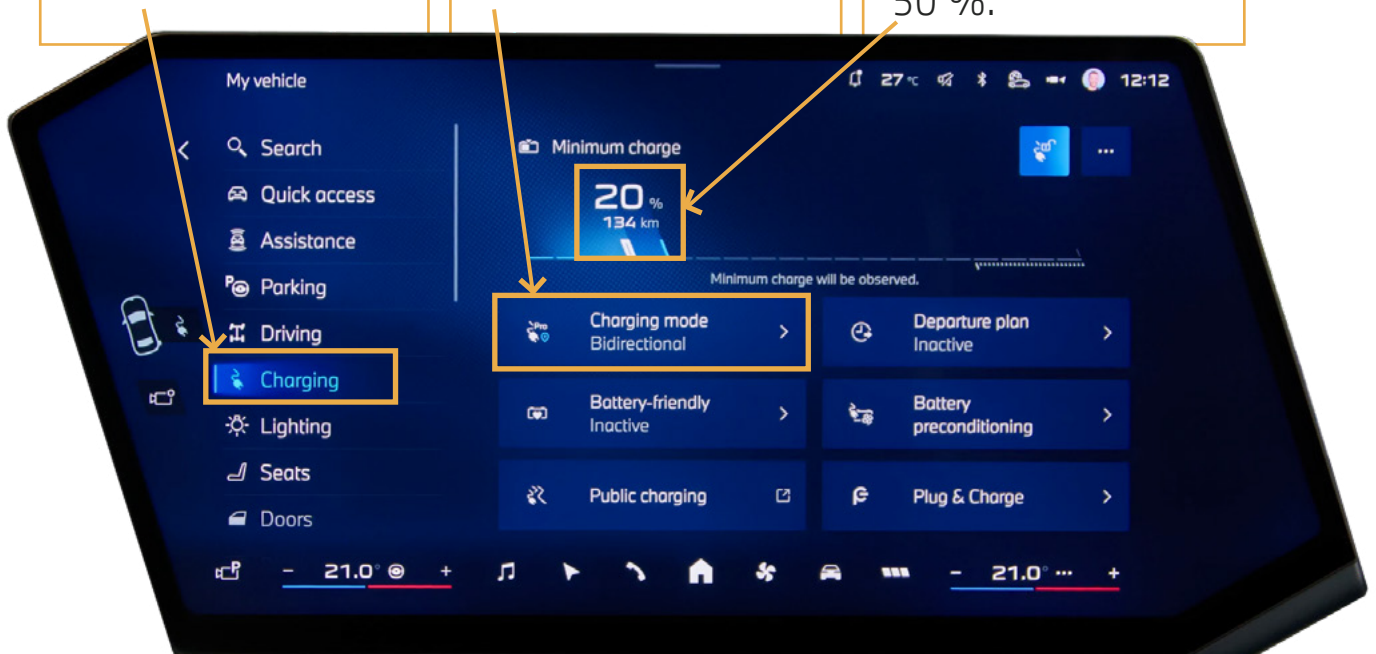 50 %.
My vehicle
27 °C
12:12
Search
Quick access
Assistance
Parking
Driving
Charging
Lighting
Seats
Doors
Minimum charge
20 %
134 km
Minimum charge will be observed.
Charging mode
Bidirectional
Departure plan
Inactive
Battery-friendly
Inactive
Battery
preconditioning
Public charging
Plug & Charge
- 21.0° +
- 21.0° ... +